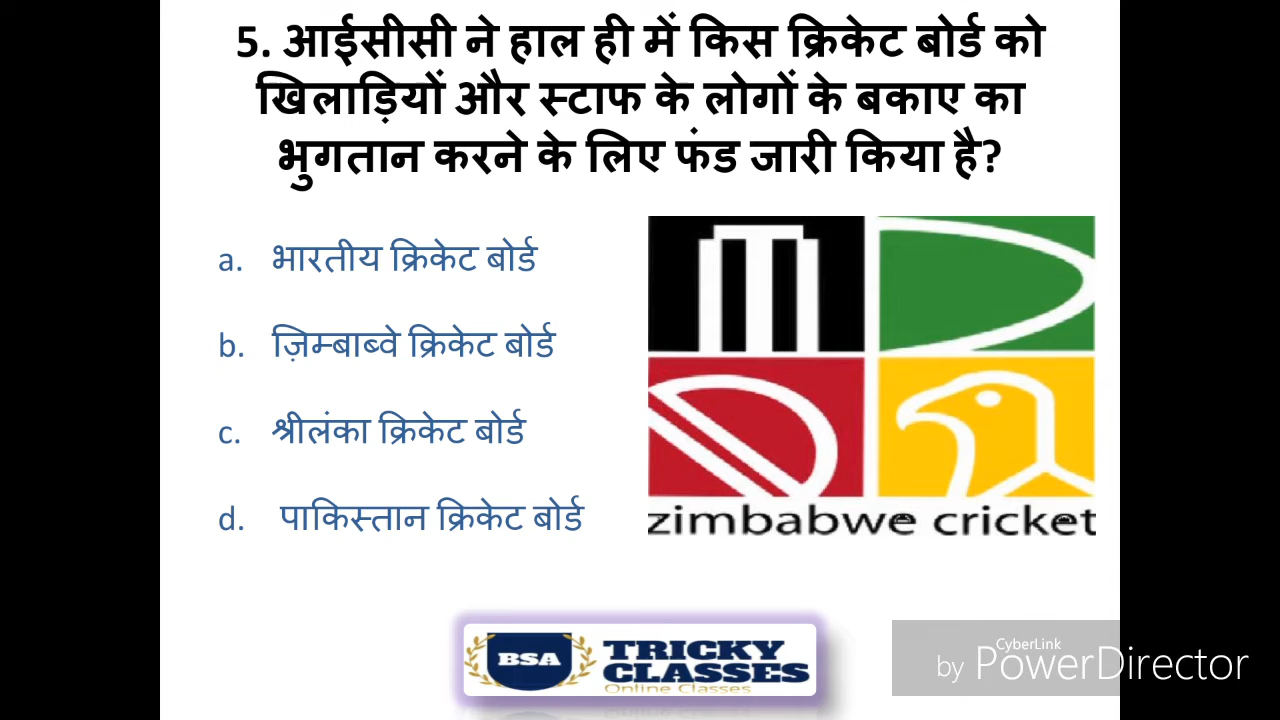 5. आईसीसी ने हाल ही में किस क्रिकेट बोर्ड को
खिलाड़ियों और स्टाफ के लोगों के बकाए का
भुगतान करने के लिए फंड जारी किया है?
a. भारतीय क्रिकेट बोर्ड
b. ज़िम्बाब्वे क्रिकेट बोर्ड
c. श्रीलंका क्रिकेट बोर्ड
d. पाकिस्तान क्रिकेट बोर्ड
zimbabwe cricket
BSA
TRICKY
CLASSES
Online Classes
CyberLink
by PowerDirector